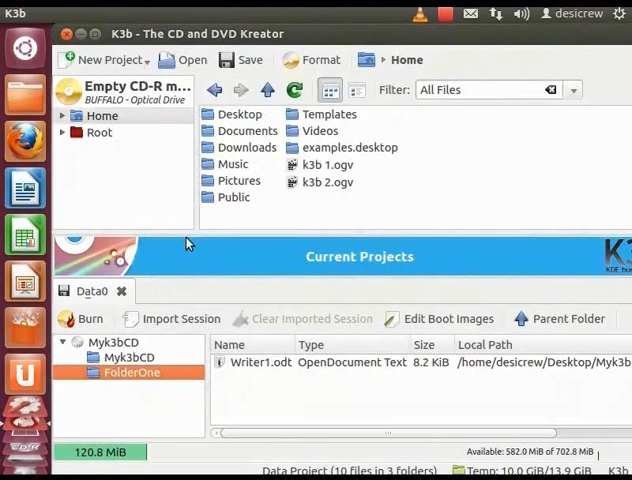 K3b
desicrew
K3b - The CD and DVD Kreator
New Project
Open
Save
Format
Home
Empty CD-R m...
BUFFALO - Optical Drive
Filter:
All Files
Home
Root
Desktop
Documents
Downloads
Music
Pictures
Public
Templates
Videos
examples.desktop
k3b 1.ogv
k3b 2.ogv
Current Projects
Data0
Burn
Import Session
Clear Imported Session
Edit Boot Images
Parent Folder
Myk3bCD
Myk3bCD
FolderOne
Name Type Size Local Path
Writer1.odt OpenDocument Text 8.2 KiB /home/desicrew/Desktop/Myk3b
120.8 MiB
Available: 582.0 MiB of 702.8 MiB
Data Project (10 files in 3 folders)
Temp: 10.0 GiB/13.9 GiB
K3b